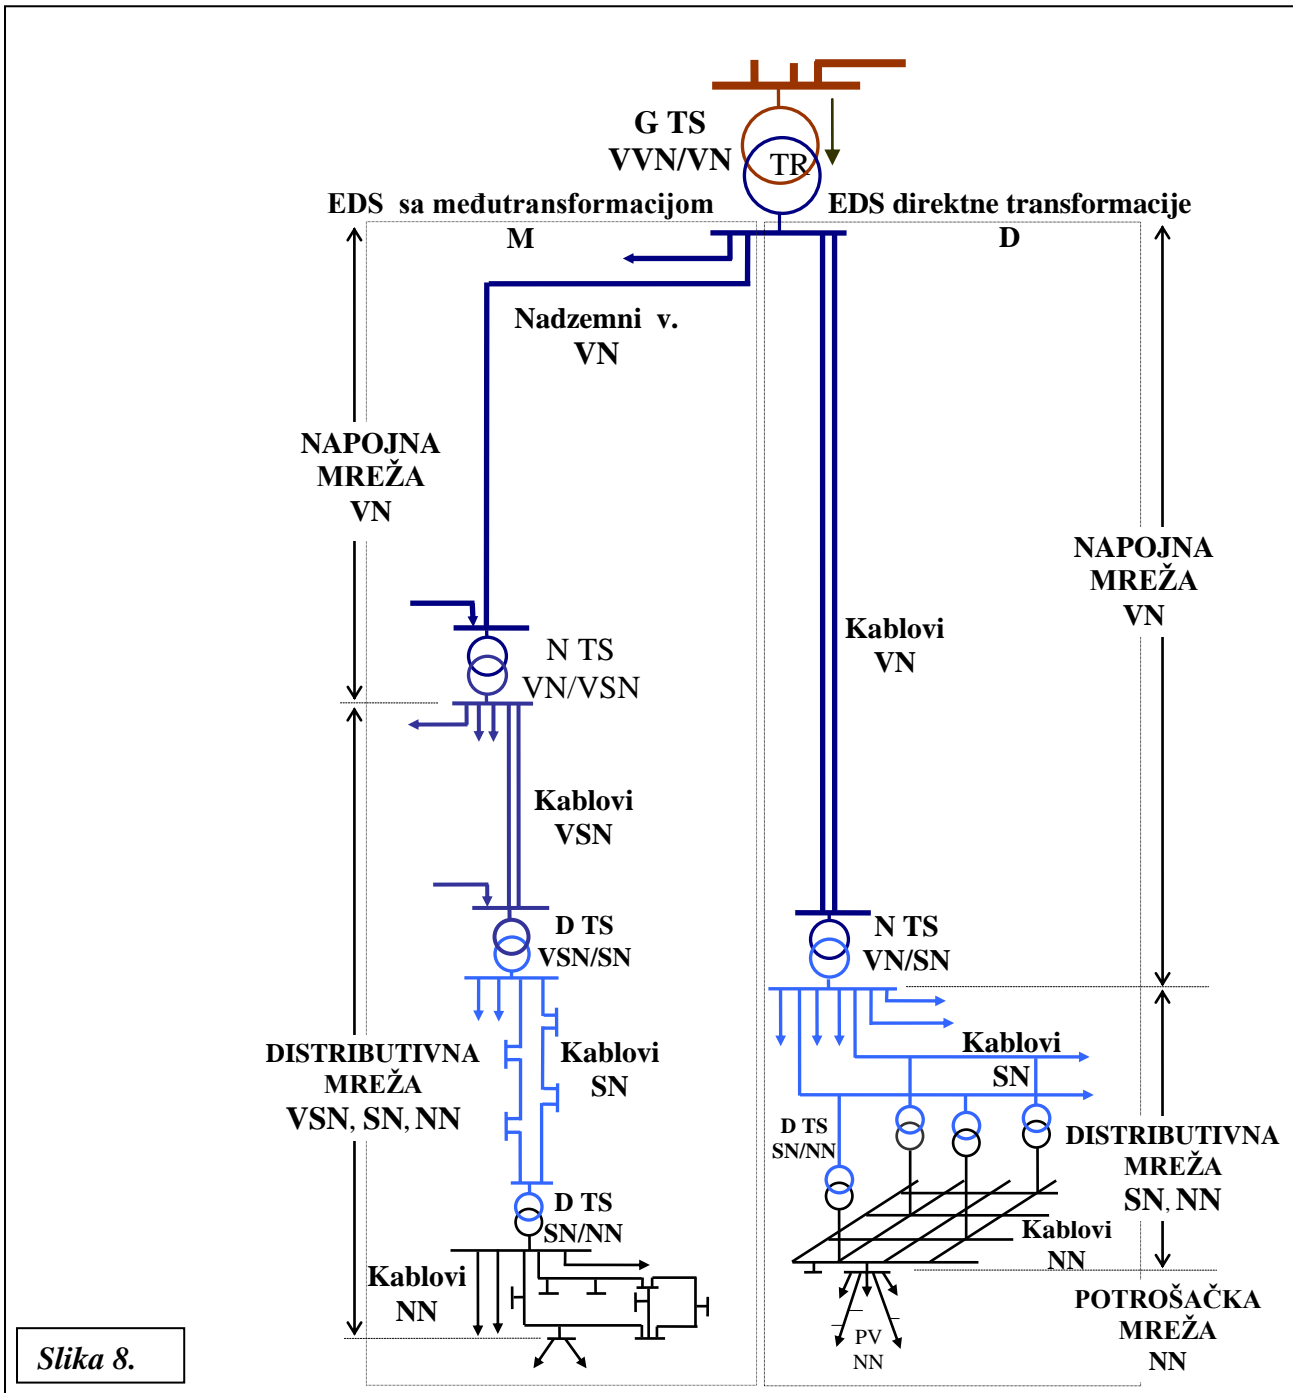 G TS
VVN/VN
TR
EDS sa međutransformacijom
M
EDS direktne transformacije
D
Nadzemni v.
VN
NAPOJNA
MREŽA
VN
NAPOJNA
MREŽA
VN
Kablovi
VN
N TS
VN/VSN
Kablovi
VSN
D TS
VSN/SN
N TS
VN/SN
DISTRIBUTIVNA
MREŽA
VSN, SN, NN
Kablovi
SN
Kablovi
SN
D TS
SN/NN
DISTRIBUTIVNA
MREŽA
SN, NN
D TS
SN/NN
Kablovi
NN
Kablovi
NN
POTROŠAČKA
MREŽA
NN
PV
NN
Slika 8.